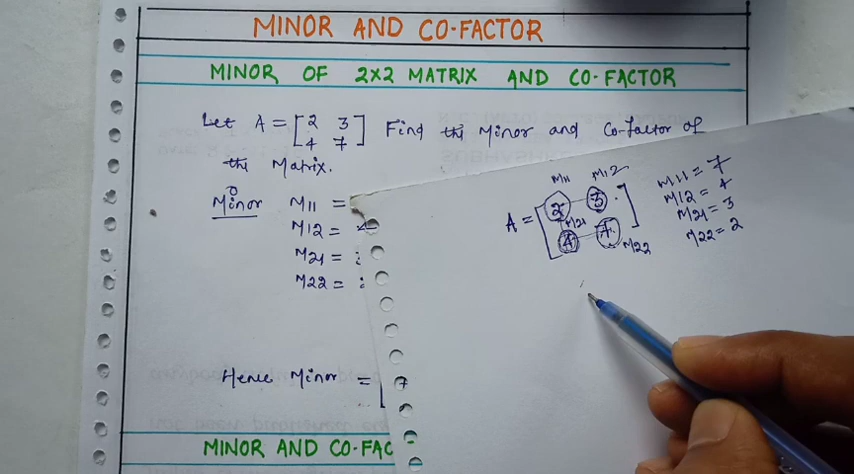 MINOR AND CO-FACTOR
MINOR OF 2X2 MATRIX AND CO-FACTOR
Let A = [2 3
4 7] Find the Minor and Co-factor of
the Matrix.
Minor M11 =
M12 = 4
M21 =
M22 =
Hence Minor = [7
MINOR AND CO-FAC
M11 M12
A = [2 3
M21
4 7] M22
M11 = 7
M12 = 4
M21 = 3
M22 = 2